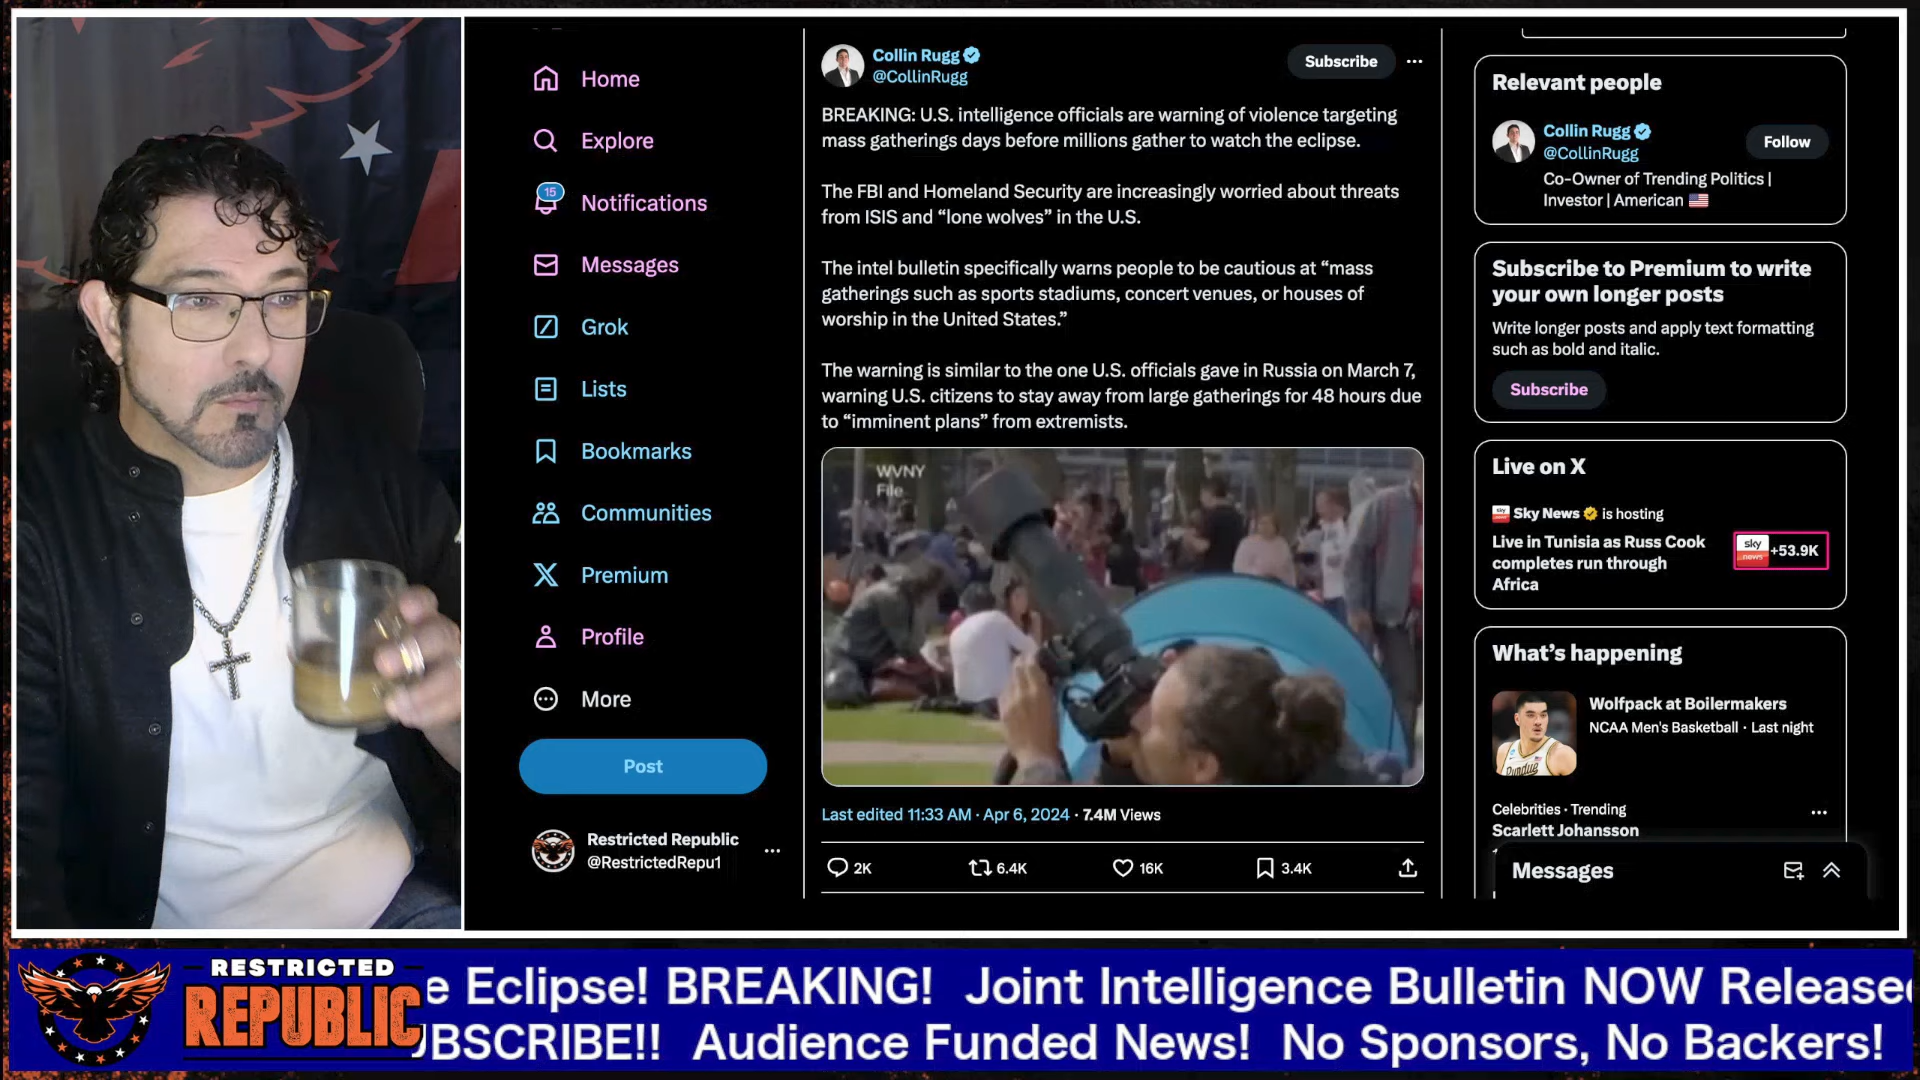 Home
Explore
15
Notifications
Messages
Grok
Lists
Bookmarks
Communities
Premium
Profile
More
Post
Restricted Republic
@RestrictedRepu1
Collin Rugg
@CollinRugg
Subscribe
BREAKING: U.S. intelligence officials are warning of violence targeting
mass gatherings days before millions gather to watch the eclipse.
The FBI and Homeland Security are increasingly worried about threats
from ISIS and “lone wolves” in the U.S.
The intel bulletin specifically warns people to be cautious at “mass
gatherings such as sports stadiums, concert venues, or houses of
worship in the United States.”
The warning is similar to the one U.S. officials gave in Russia on March 7,
warning U.S. citizens to stay away from large gatherings for 48 hours due
to “imminent plans” from extremists.
WVNY
File
Last edited 11:33 AM · Apr 6, 2024 · 7.4M Views
2K 6.4K 16K 3.4K
Relevant people
Collin Rugg
@CollinRugg
Follow
Co-Owner of Trending Politics |
Investor | American
Subscribe to Premium to write
your own longer posts
Write longer posts and apply text formatting
such as bold and italic.
Subscribe
Live on X
Sky News is hosting
Live in Tunisia as Russ Cook
completes run through
Africa
sky
news
+53.9K
What’s happening
Wolfpack at Boilermakers
NCAA Men's Basketball · Last night
Purdue
Celebrities · Trending
Scarlett Johansson
Messages
RESTRICTED
REPUBLIC
e Eclipse! BREAKING! Joint Intelligence Bulletin NOW Released
UBSCRIBE!! Audience Funded News! No Sponsors, No Backers!